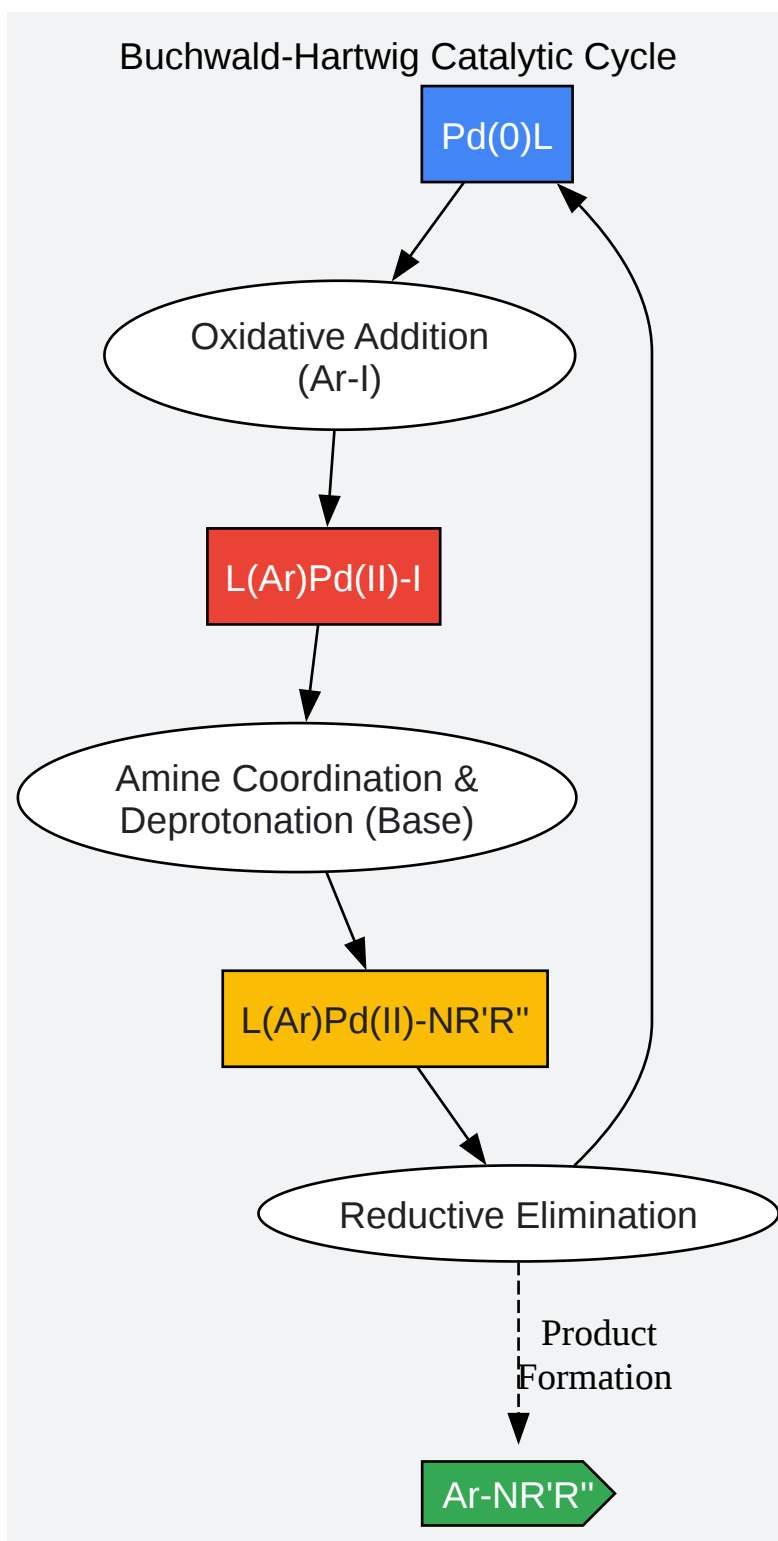 Buchwald-Hartwig Catalytic Cycle
Pd(0)L
Oxidative Addition
(Ar-I)
L(Ar)Pd(II)-I
Amine Coordination &
Deprotonation (Base)
L(Ar)Pd(II)-NR'R"
Reductive Elimination
Product
Formation
Ar-NR'R"